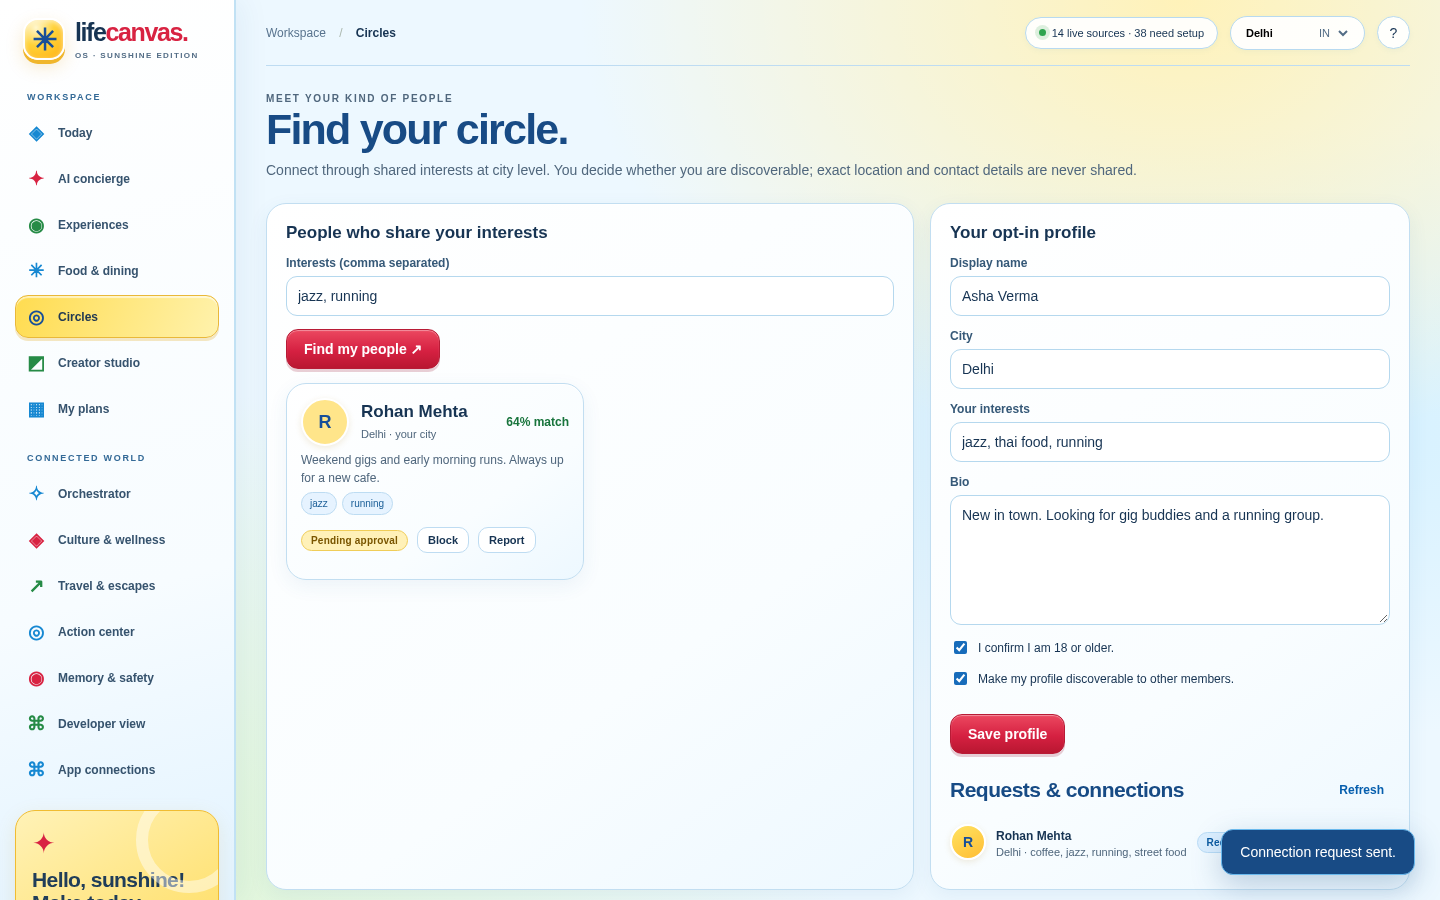 lifecanvas.
OS · SUNSHINE EDITION
WORKSPACE
Today
AI concierge
Experiences
Food & dining
Circles
Creator studio
My plans
CONNECTED WORLD
Orchestrator
Culture & wellness
Travel & escapes
Action center
Memory & safety
Developer view
App connections
Hello, sunshine!
Workspace / Circles
14 live sources · 38 need setup
Delhi IN
?
MEET YOUR KIND OF PEOPLE
Find your circle.
Connect through shared interests at city level. You decide whether you are discoverable; exact location and contact details are never shared.
People who share your interests
Interests (comma separated)
jazz, running
Find my people ↗
R
Rohan Mehta
Delhi · your city
64% match
Weekend gigs and early morning runs. Always up
for a new cafe.
jazz running
Pending approval Block Report
Your opt-in profile
Display name
Asha Verma
City
Delhi
Your interests
jazz, thai food, running
Bio
New in town. Looking for gig buddies and a running group.
I confirm I am 18 or older.
Make my profile discoverable to other members.
Save profile
Requests & connections
Refresh
R
Rohan Mehta
Delhi · coffee, jazz, running, street food
Connection request sent.